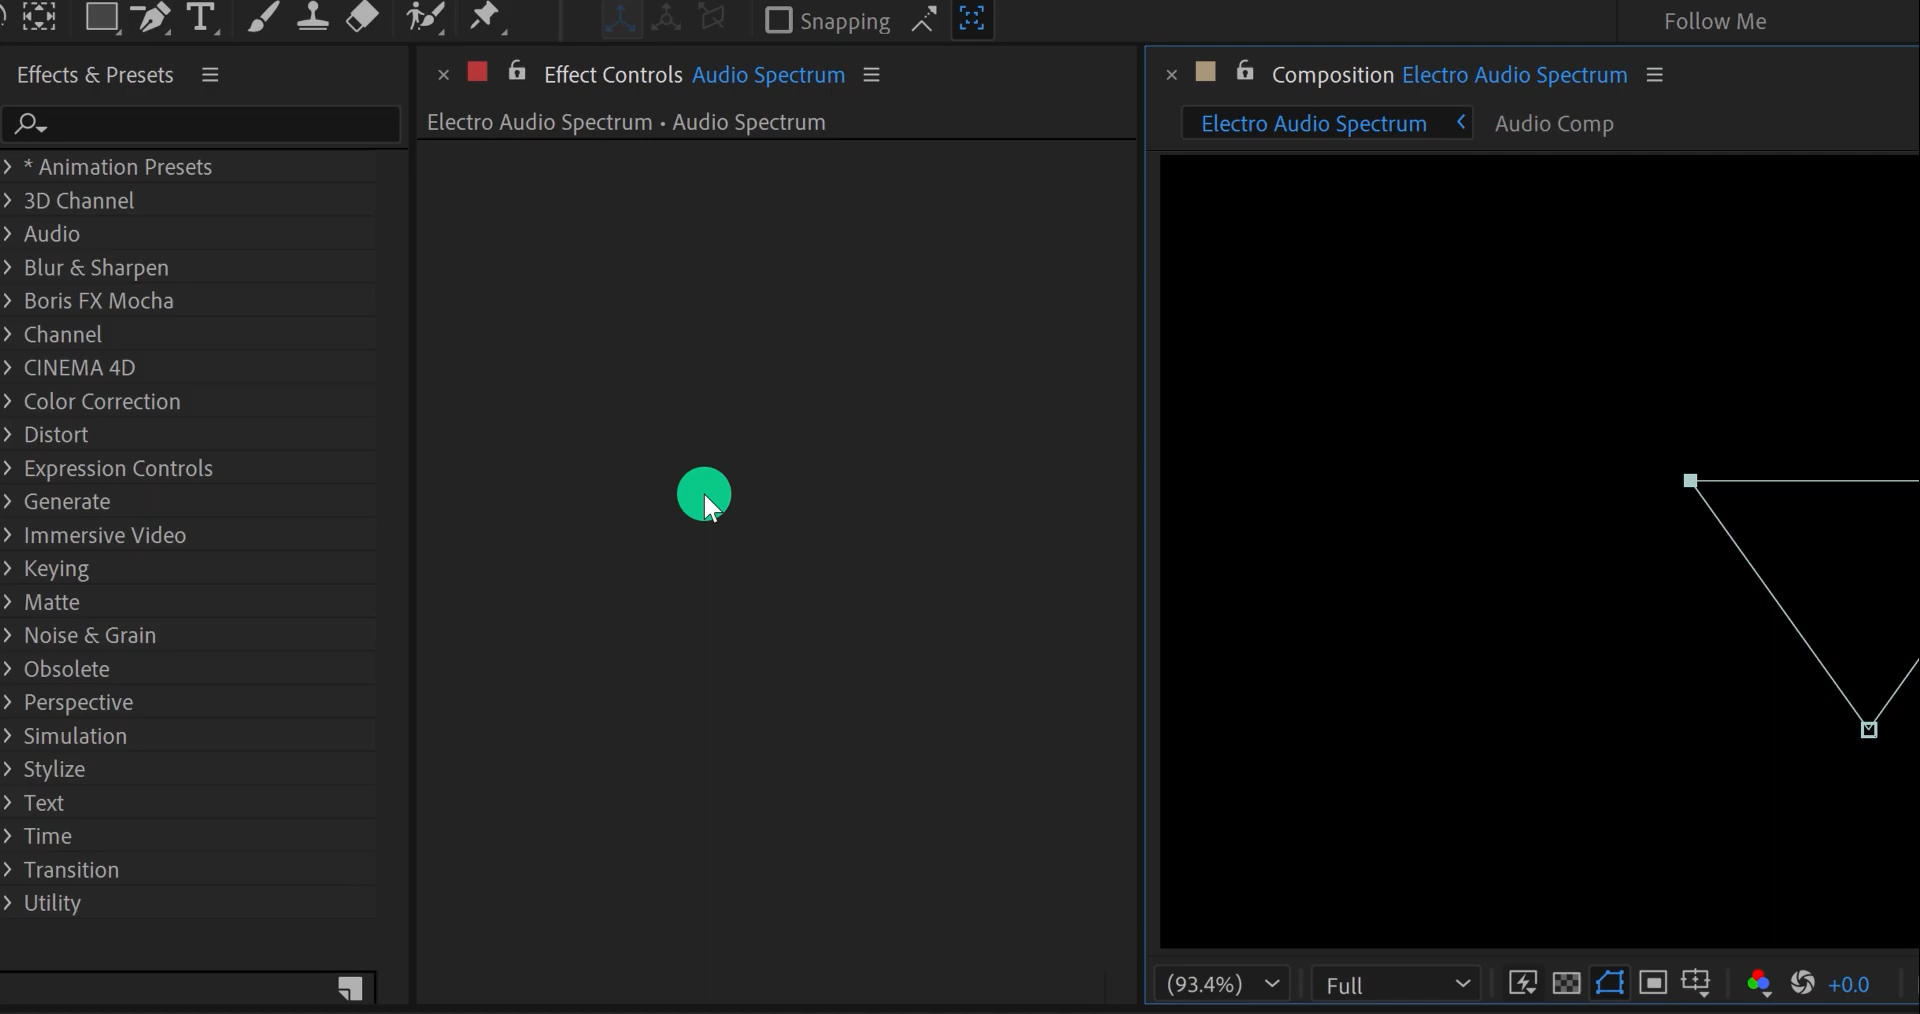 Snapping
Follow Me
Effects & Presets
Effect Controls Audio Spectrum
Composition Electro Audio Spectrum
Electro Audio Spectrum • Audio Spectrum
Electro Audio Spectrum
Audio Comp
* Animation Presets
3D Channel
Audio
Blur & Sharpen
Boris FX Mocha
Channel
CINEMA 4D
Color Correction
Distort
Expression Controls
Generate
Immersive Video
Keying
Matte
Noise & Grain
Obsolete
Perspective
Simulation
Stylize
Text
Time
Transition
Utility
(93.4%)
Full
+0.0